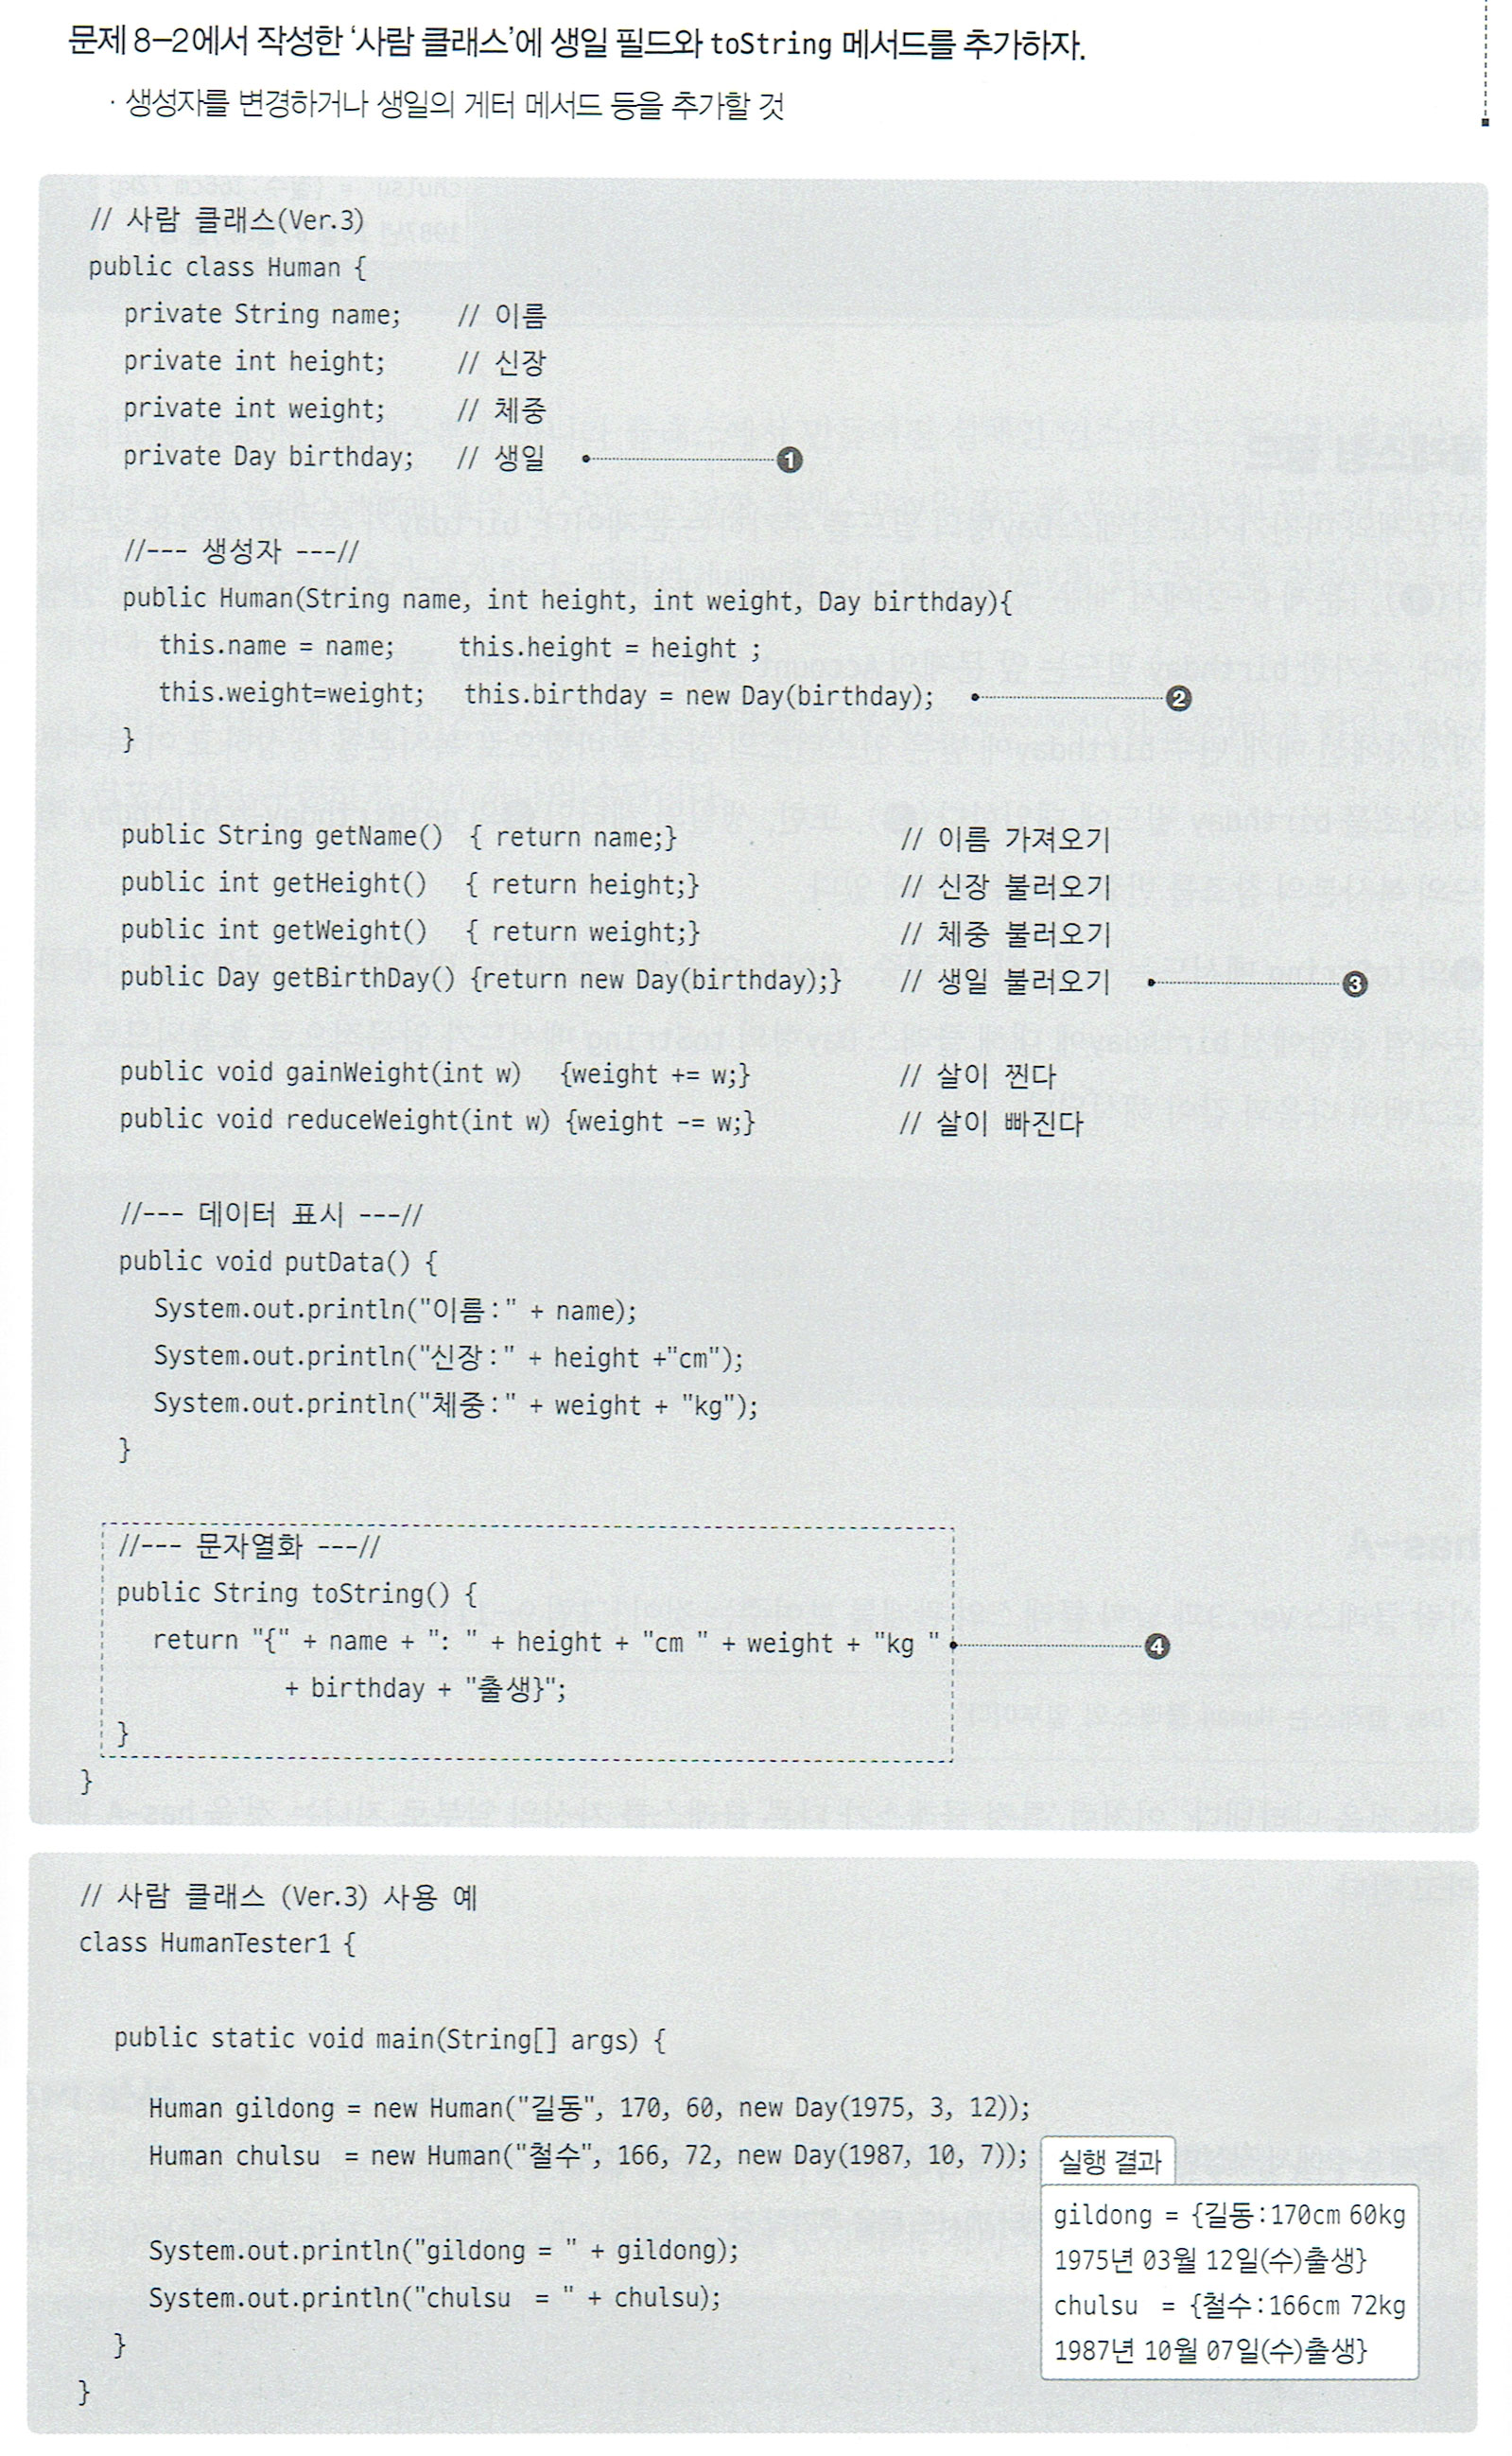 문제 8-2에서 작성한 ‘사람 클래스’에 생일 필드와 toString 메서드를 추가하자.
· 생성자를 변경하거나 생일의 게터 메서드 등을 추가할 것
// 사람 클래스(Ver.3)
public class Human {
private String name; // 이름
private int height; // 신장
private int weight; // 체중
private Day birthday; // 생일 ❶
//--- 생성자 ---//
public Human(String name, int height, int weight, Day birthday){
this.name = name; this.height = height ;
this.weight=weight; this.birthday = new Day(birthday); ❷
}
public String getName() { return name;} // 이름 가져오기
public int getHeight() { return height;} // 신장 불러오기
public int getWeight() { return weight;} // 체중 불러오기
public Day getBirthDay() {return new Day(birthday);} // 생일 불러오기 ❸
public void gainWeight(int w) {weight += w;} // 살이 찐다
public void reduceWeight(int w) {weight -= w;} // 살이 빠진다
//--- 데이터 표시 ---//
public void putData() {
System.out.println("이름:" + name);
System.out.println("신장:" + height +"cm");
System.out.println("체중:" + weight + "kg");
}
//--- 문자열화 ---//
public String toString() {
return "{" + name + ": " + height + "cm " + weight + "kg " ❹
+ birthday + "출생}";
}
}
// 사람 클래스 (Ver.3) 사용 예
class HumanTester1 {
public static void main(String[] args) {
Human gildong = new Human("길동", 170, 60, new Day(1975, 3, 12));
Human chulsu = new Human("철수", 166, 72, new Day(1987, 10, 7));
System.out.println("gildong = " + gildong);
System.out.println("chulsu = " + chulsu);
}
}
실행 결과
gildong = {길동:170cm 60kg
1975년 03월 12일(수)출생}
chulsu = {철수:166cm 72kg
1987년 10월 07일(수)출생}